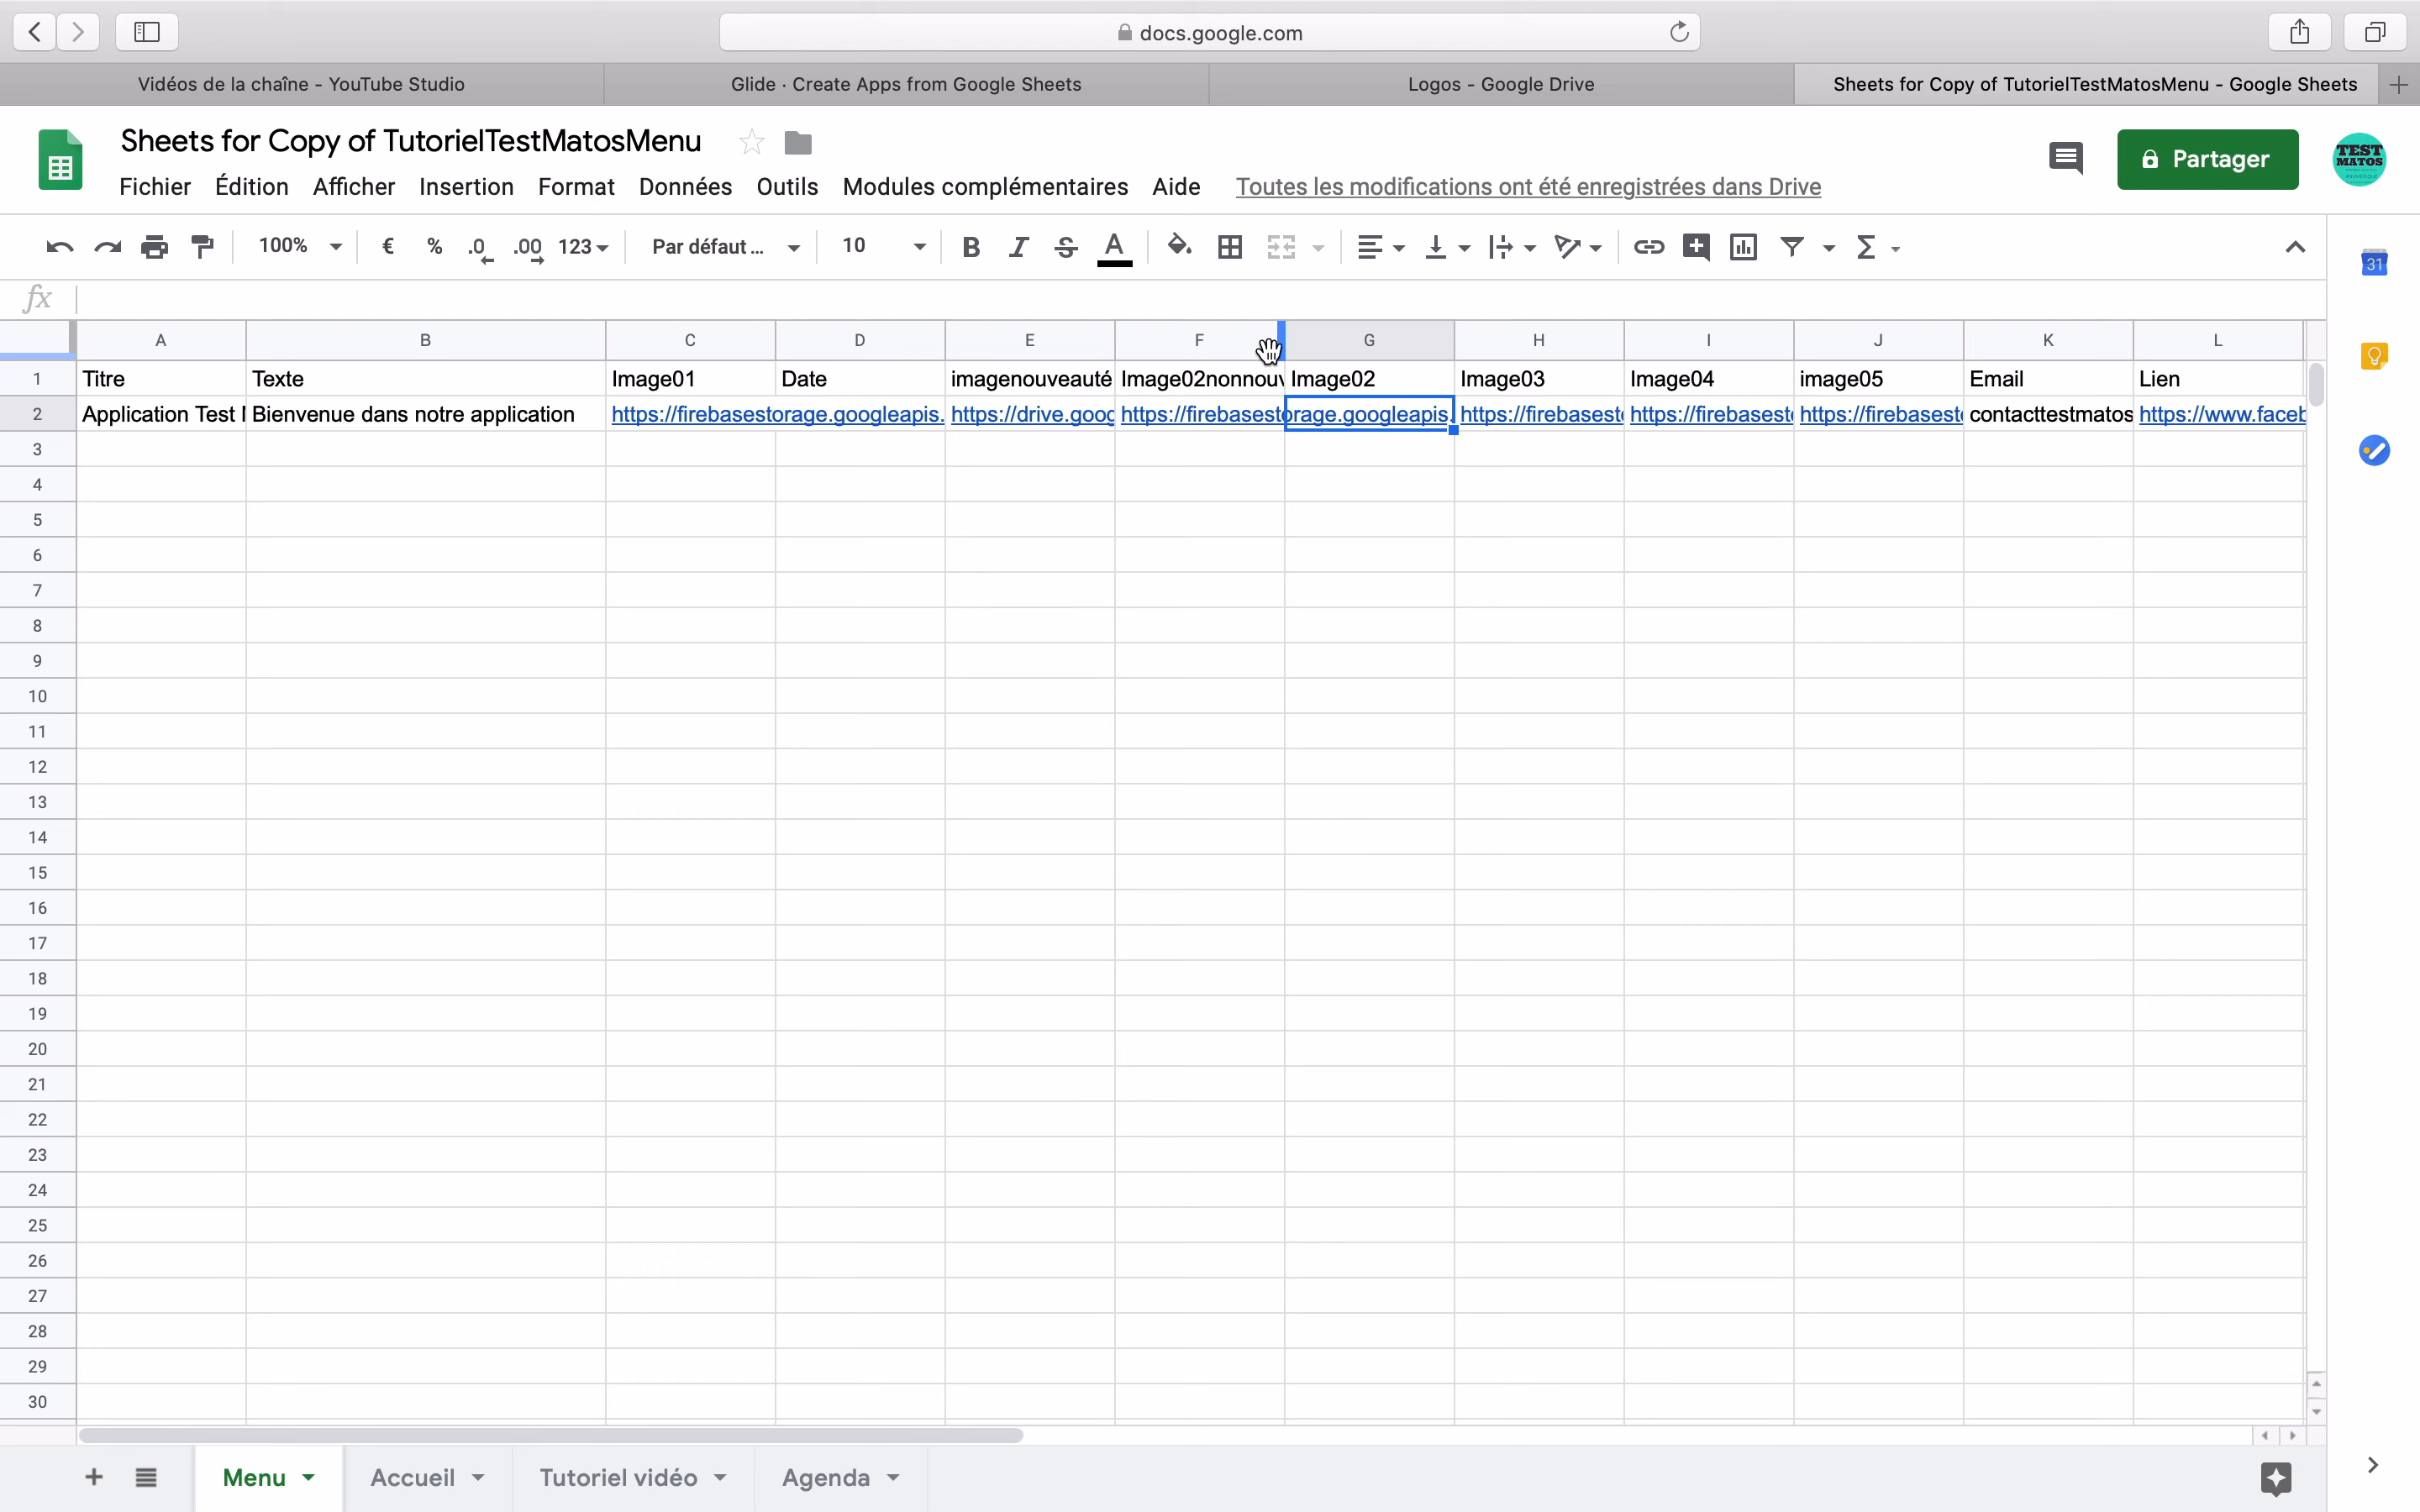 docs.google.com
Vidéos de la chaîne - YouTube Studio
Glide · Create Apps from Google Sheets
Logos - Google Drive
Sheets for Copy of TutorielTestMatosMenu - Google Sheets
Sheets for Copy of TutorielTestMatosMenu
Partager
TEST MATOS
Fichier Édition Afficher Insertion Format Données Outils Modules complémentaires Aide Toutes les modifications ont été enregistrées dans Drive
100% € % .0 .00 123 Par défaut ... 10 B I S A Σ
31
fx
A B C D E F G H I J K L
1 Titre Texte Image01 Date imagenouveauté Image02nonnouv Image02 Image03 Image04 image05 Email Lien
2 Application Test Bienvenue dans notre application https://firebasestorage.googleapis. https://drive.goog https://firebasestorage.googleapis. https://firebasest https://firebasest https://firebasest contacttestmatos https://www.faceb
3
4
5
6
7
8
9
10
11
12
13
14
15
16
17
18
19
20
21
22
23
24
25
26
27
28
29
30
+ Menu Accueil Tutoriel vidéo Agenda